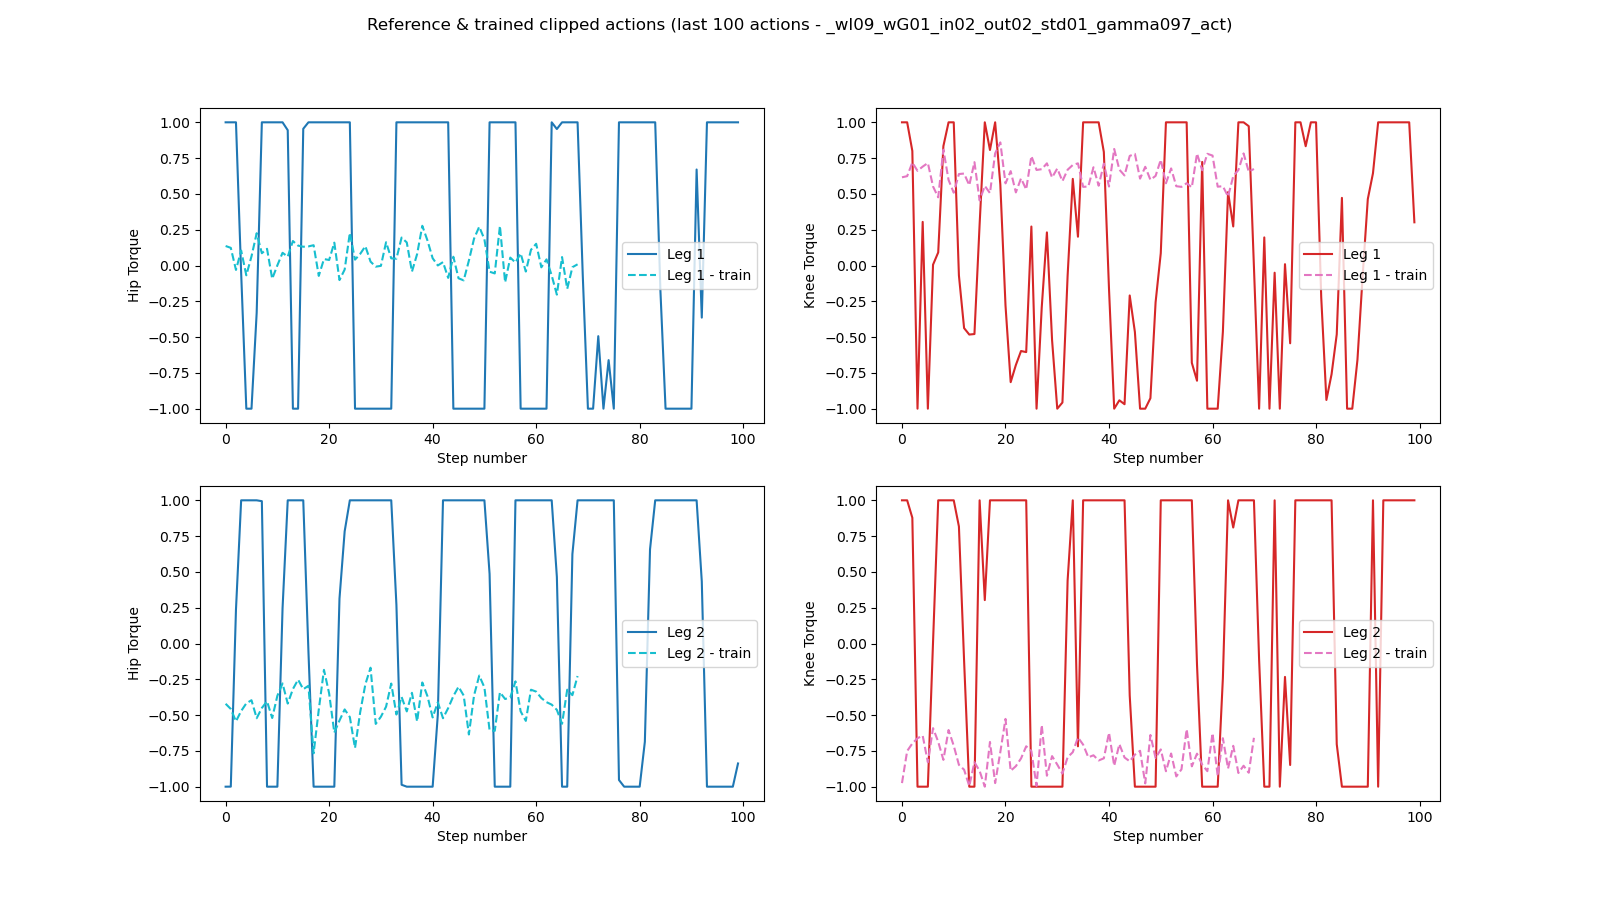 Reference & trained clipped actions (last 100 actions - _wI09_wG01_in02_out02_std01_gamma097_act)
1.00
0.75
0.50
0.25
0.00
−0.25
−0.50
−0.75
−1.00
Hip Torque
0 20 40 60 80 100
Step number
Leg 1
Leg 1 - train
1.00
0.75
0.50
0.25
0.00
−0.25
−0.50
−0.75
−1.00
Knee Torque
0 20 40 60 80 100
Step number
Leg 1
Leg 1 - train
1.00
0.75
0.50
0.25
0.00
−0.25
−0.50
−0.75
−1.00
Hip Torque
0 20 40 60 80 100
Step number
Leg 2
Leg 2 - train
1.00
0.75
0.50
0.25
0.00
−0.25
−0.50
−0.75
−1.00
Knee Torque
0 20 40 60 80 100
Step number
Leg 2
Leg 2 - train